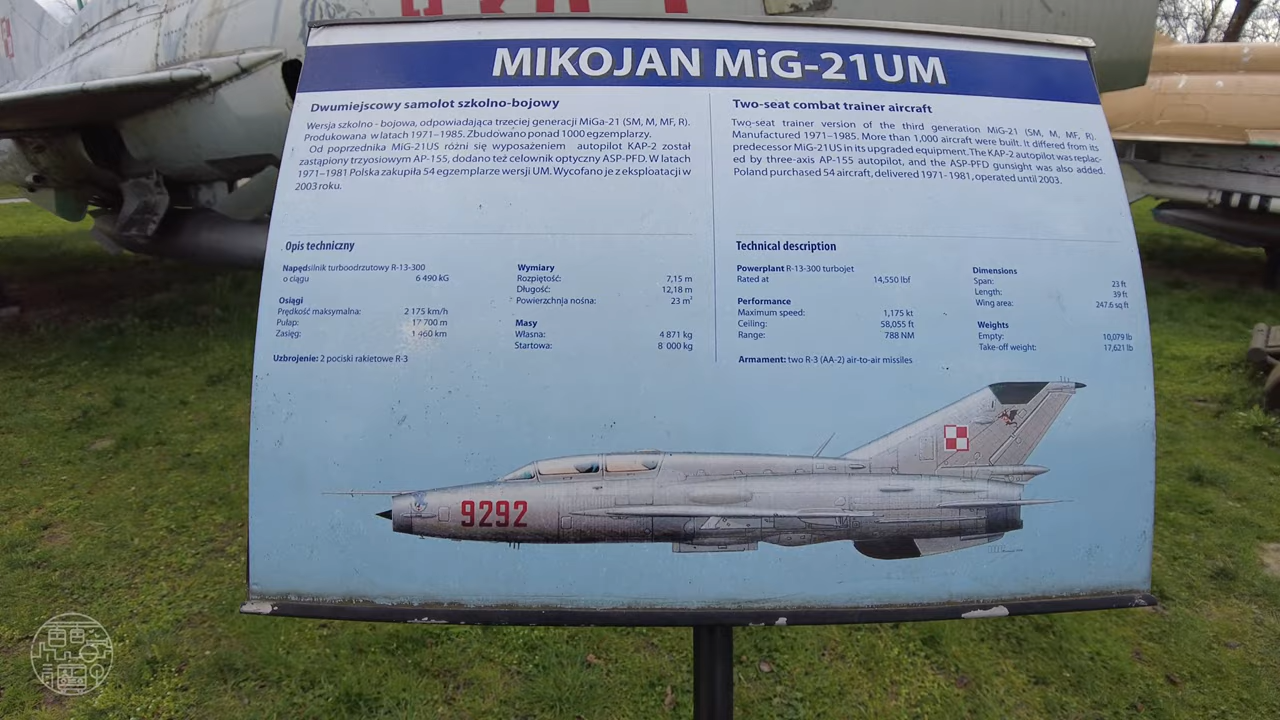 MIKOJAN MiG-21UM
Dwumiejscowy samolot szkolno-bojowy
Wersja szkolno - bojowa, odpowiadająca trzeciej generacji MiGa-21 (SM, M, MF, R).
Produkowana w latach 1971–1985. Zbudowano ponad 1000 egzemplarzy.
Od poprzednika MiG-21US różni się wyposażeniem autopilot KAP-2 został
zastąpiony trzyosiowym AP-155, dodano też celownik optyczny ASP-PFD. W latach
1971-1981 Polska zakupiła 54 egzemplarze wersji UM. Wycofano je z eksploatacji w
2003 roku.
Two-seat combat trainer aircraft
Two-seat trainer version of the third generation MiG-21 (SM, M, MF, R).
Manufactured 1971–1985. More than 1,000 aircraft were built. It differed from its
predecessor MiG-21US in its upgraded equipment. The KAP-2 autopilot was replac-
ed by three-axis AP-155 autopilot, and the ASP-PFD gunsight was also added.
Poland purchased 54 aircraft, delivered 1971- 1981, operated until 2003.
Opis techniczny
Napędsilnik turboodrzutowy R-13-300
o ciągu 6 490 kG
Osiągi
Prędkość maksymalna: 2 175 km/h
Pułap: 17 700 m
Zasięg: 1 460 km
Uzbrojenie: 2 pociski rakietowe R-3
Wymiary
Rozpiętość: 7,15 m
Długość: 12,18 m
Powierzchnia nośna: 23 m²
Masy
Własna: 4 871 kg
Startowa: 8 000 kg
Technical description
Powerplant R-13-300 turbojet
Rated at 14,550 lbf
Performance
Maximum speed: 1,175 kt
Ceiling: 58,055 ft
Range: 788 NM
Armament: two R-3 (AA-2) air-to-air missiles
Dimensions
Span: 23 ft
Length: 39 ft
Wing area: 247.6 sq ft
Weights
Empty: 10,079 lb
Take-off weight: 17,621 lb
9292